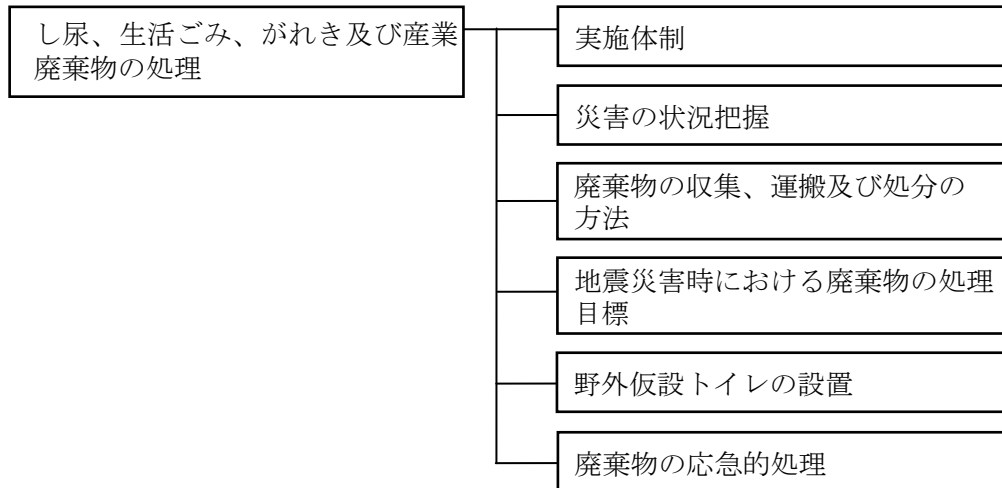 し尿、生活ごみ、がれき及び産業
廃棄物の処理
実施体制
災害の状況把握
廃棄物の収集、運搬及び処分の
方法
地震災害時における廃棄物の処理
目標
野外仮設トイレの設置
廃棄物の応急的処理